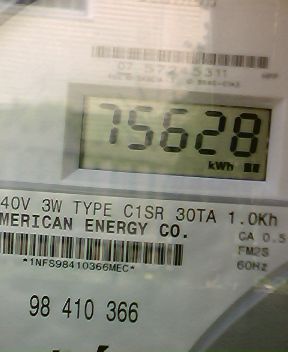 75628
kWh
40V 3W TYPE C1SR 30TA 1.0Kh
MERICAN ENERGY CO.
CA 0.5
FM2S
60Hz
*1NFS98410366MEC*
98 410 366